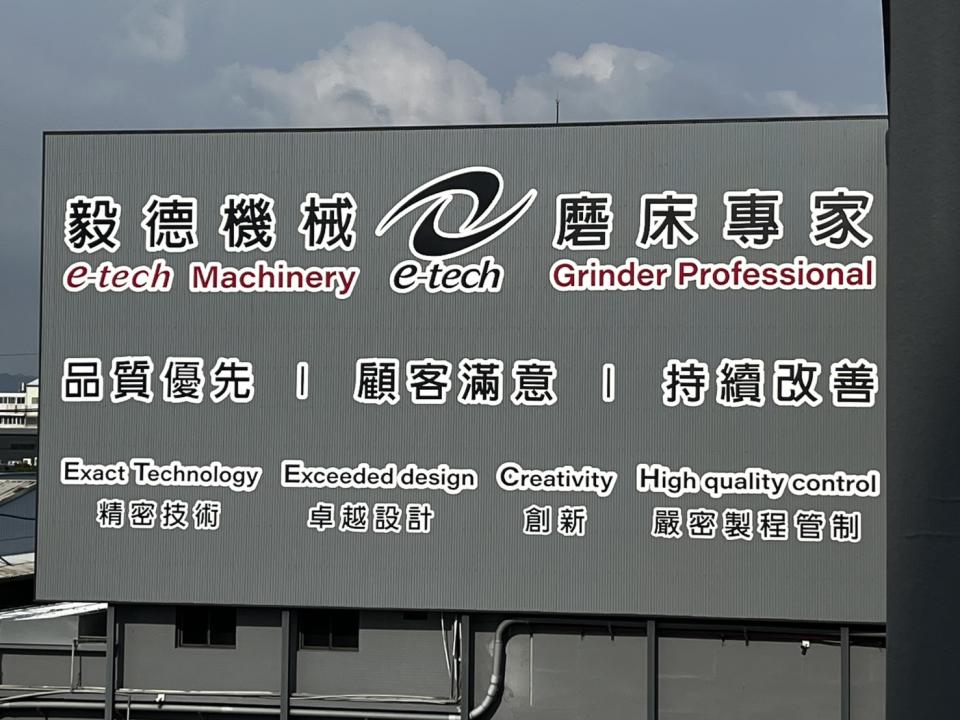 毅德機械 e-tech 磨床專家
e-tech Machinery Grinder Professional
品質優先 | 顧客滿意 | 持續改善
Exact Technology Exceeded design Creativity High quality control
精密技術 卓越設計 創新 嚴密製程管制